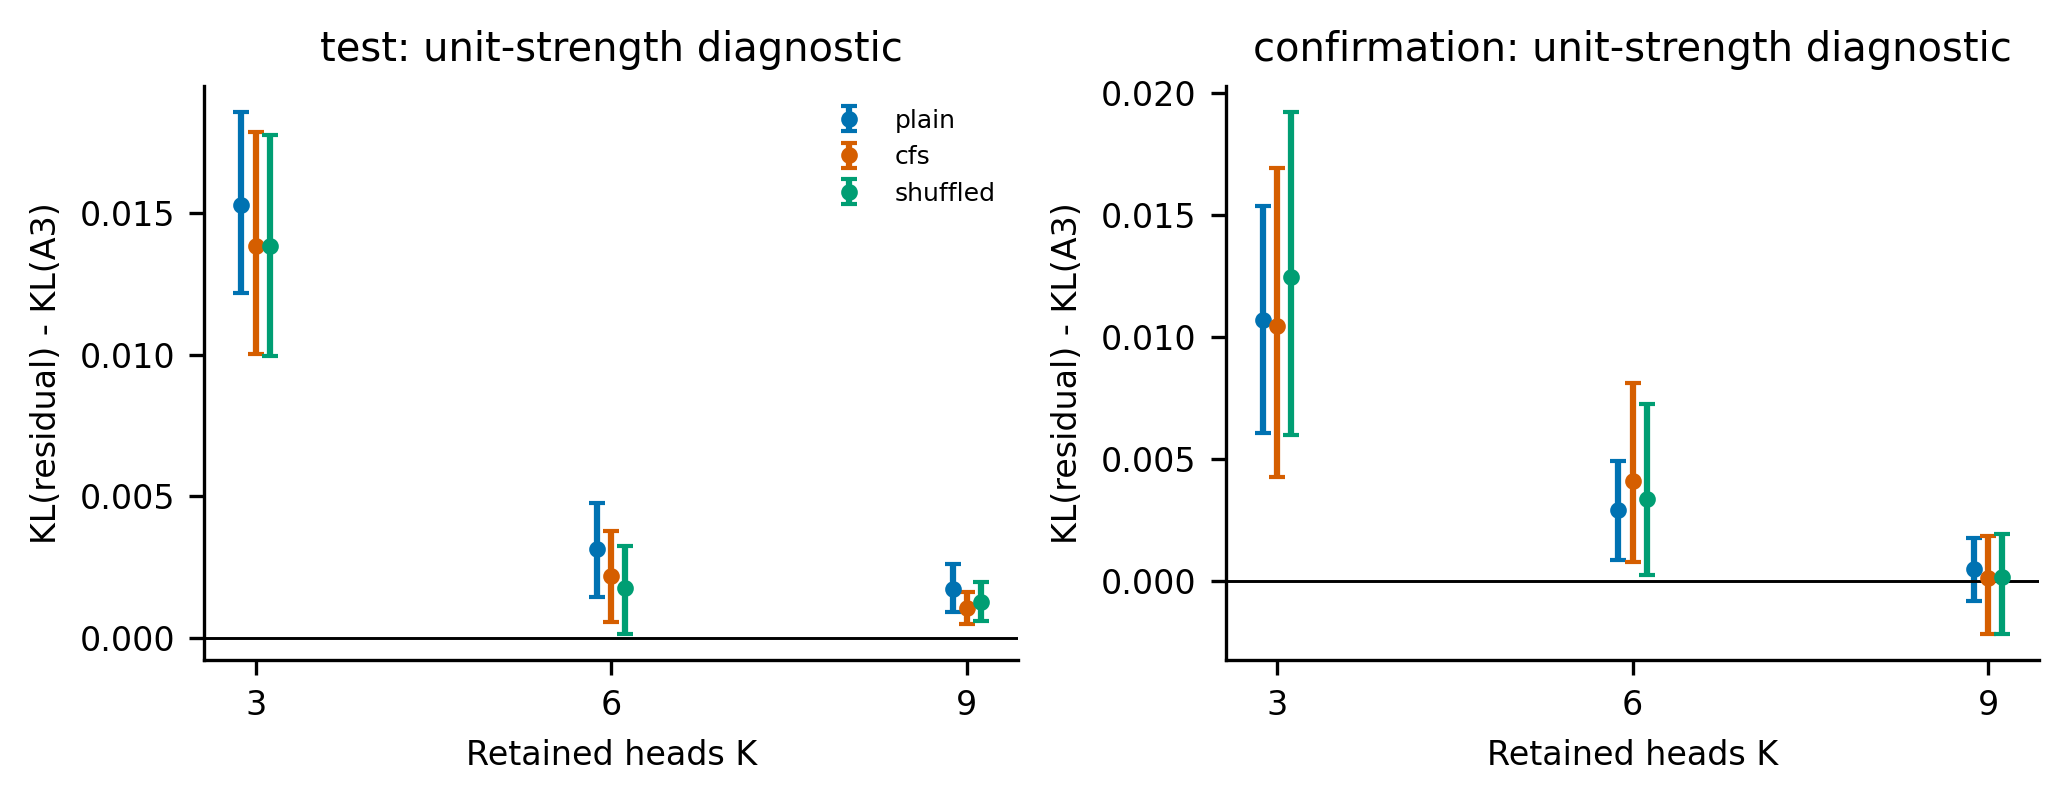 test: unit-strength diagnostic
KL(residual) - KL(A3)
0.015
0.010
0.005
0.000
plain
cfs
shuffled
3
6
9
Retained heads K
confirmation: unit-strength diagnostic
KL(residual) - KL(A3)
0.020
0.015
0.010
0.005
0.000
3
6
9
Retained heads K